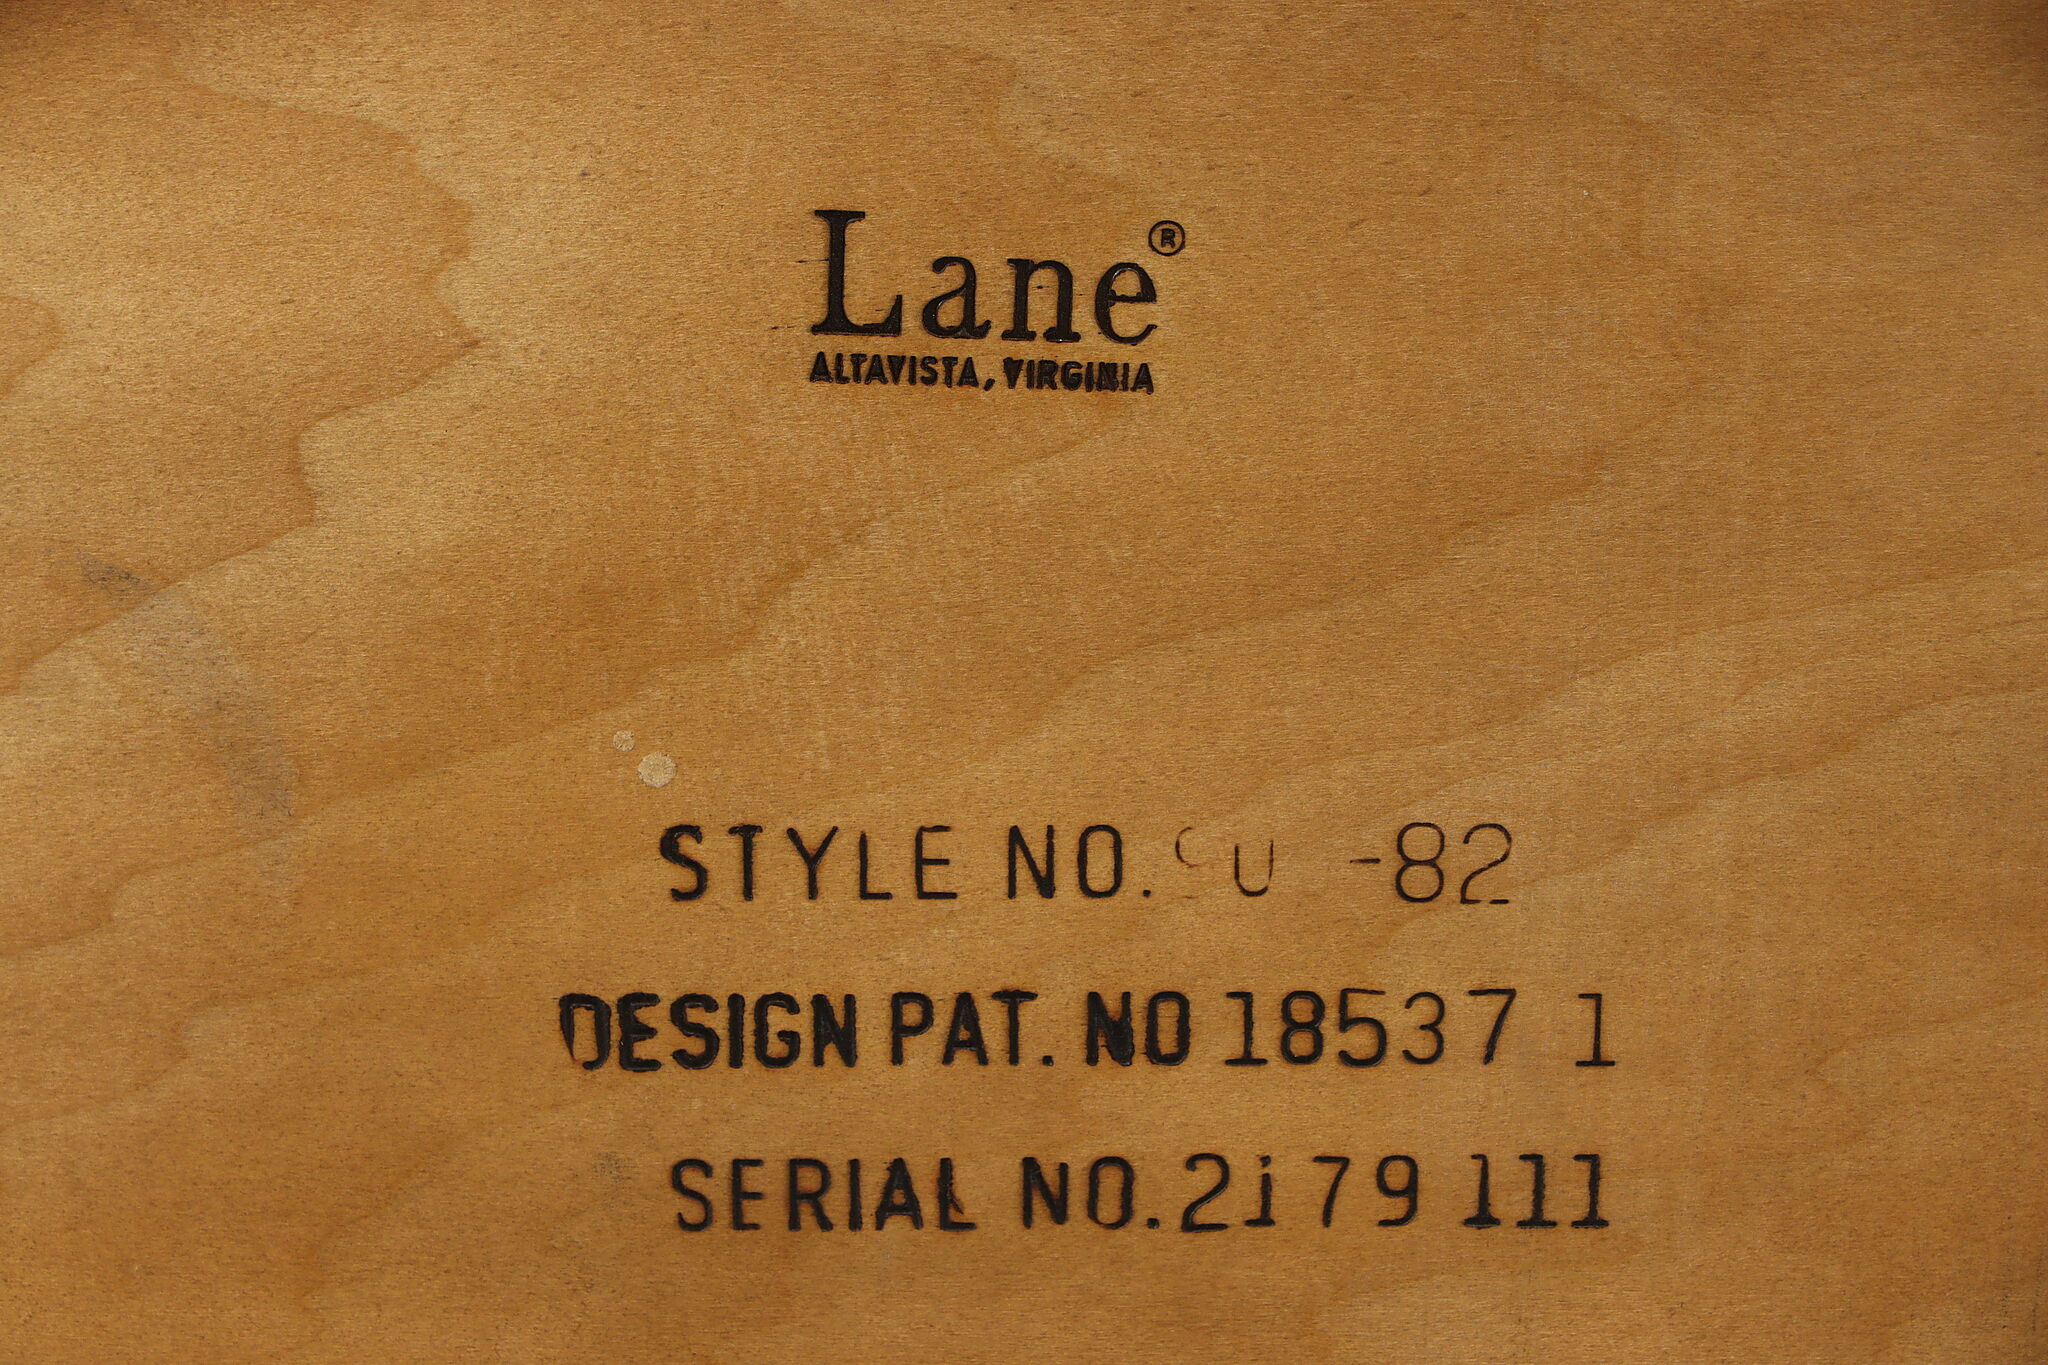 Lane®
ALTAVISTA, VIRGINIA
STYLE NO. -82
DESIGN PAT. NO 18537 1
SERIAL NO. 2179 111